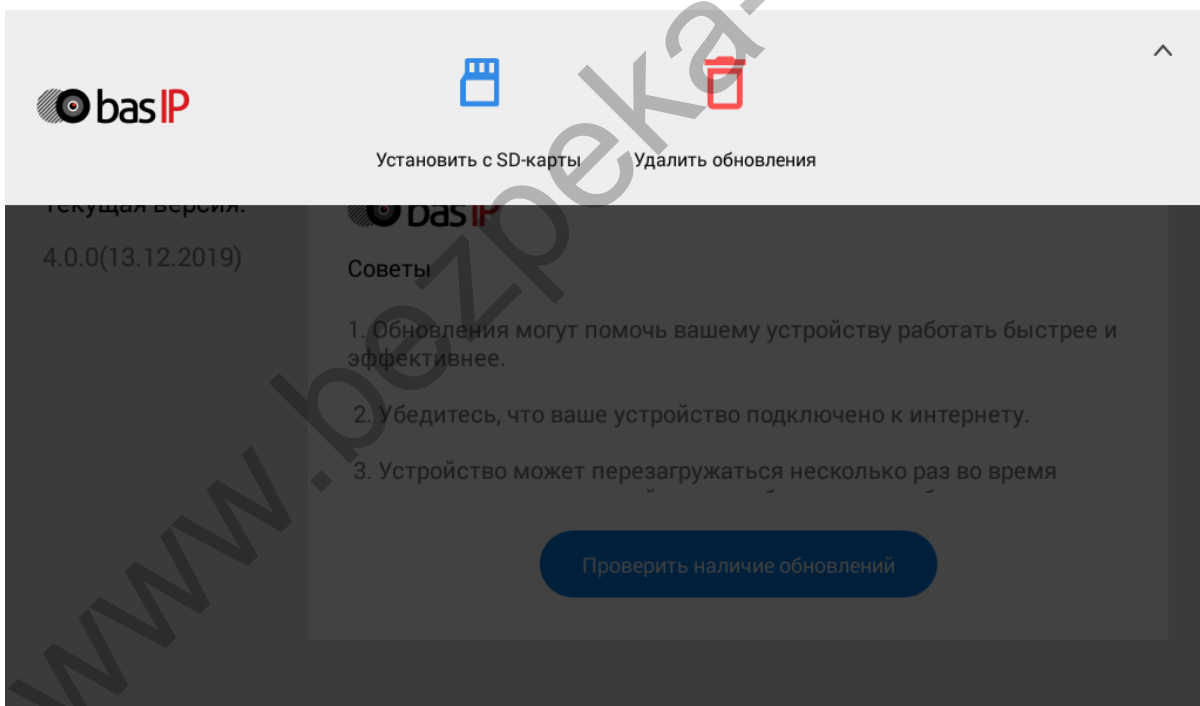 bas IP
Установить с SD-карты
Удалить обновления
Текущая версия:
4.0.0(13.12.2019)
bas IP
Советы
1. Обновления могут помочь вашему устройству работать быстрее и
эффективнее.
2. Убедитесь, что ваше устройство подключено к интернету.
3. Устройство может перезагружаться несколько раз во время
Проверить наличие обновлений
www.bezpeka-